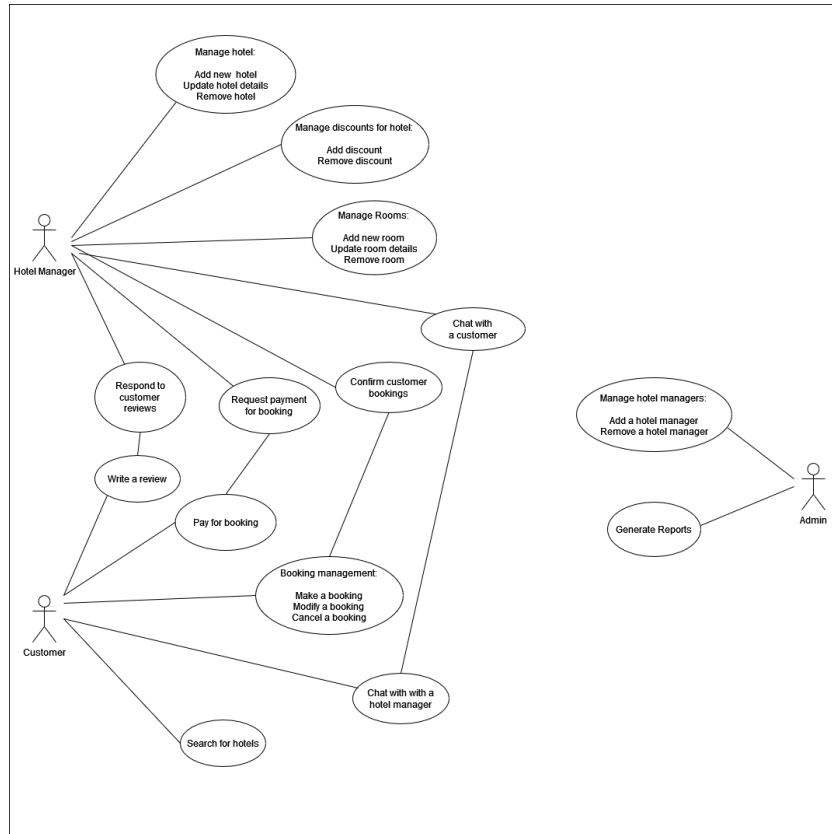 Manage hotel:
Add new hotel
Update hotel details
Remove hotel
Manage discounts for hotel:
Add discount
Remove discount
Manage Rooms:
Add new room
Update room details
Remove room
Hotel Manager
Chat with
a customer
Respond to
customer
reviews
Request payment
for booking
Confirm customer
bookings
Manage hotel managers:
Add a hotel manager
Remove a hotel manager
Write a review
Pay for booking
Generate Reports
Admin
Booking management:
Make a booking
Modify a booking
Cancel a booking
Customer
Chat with with a
hotel manager
Search for hotels